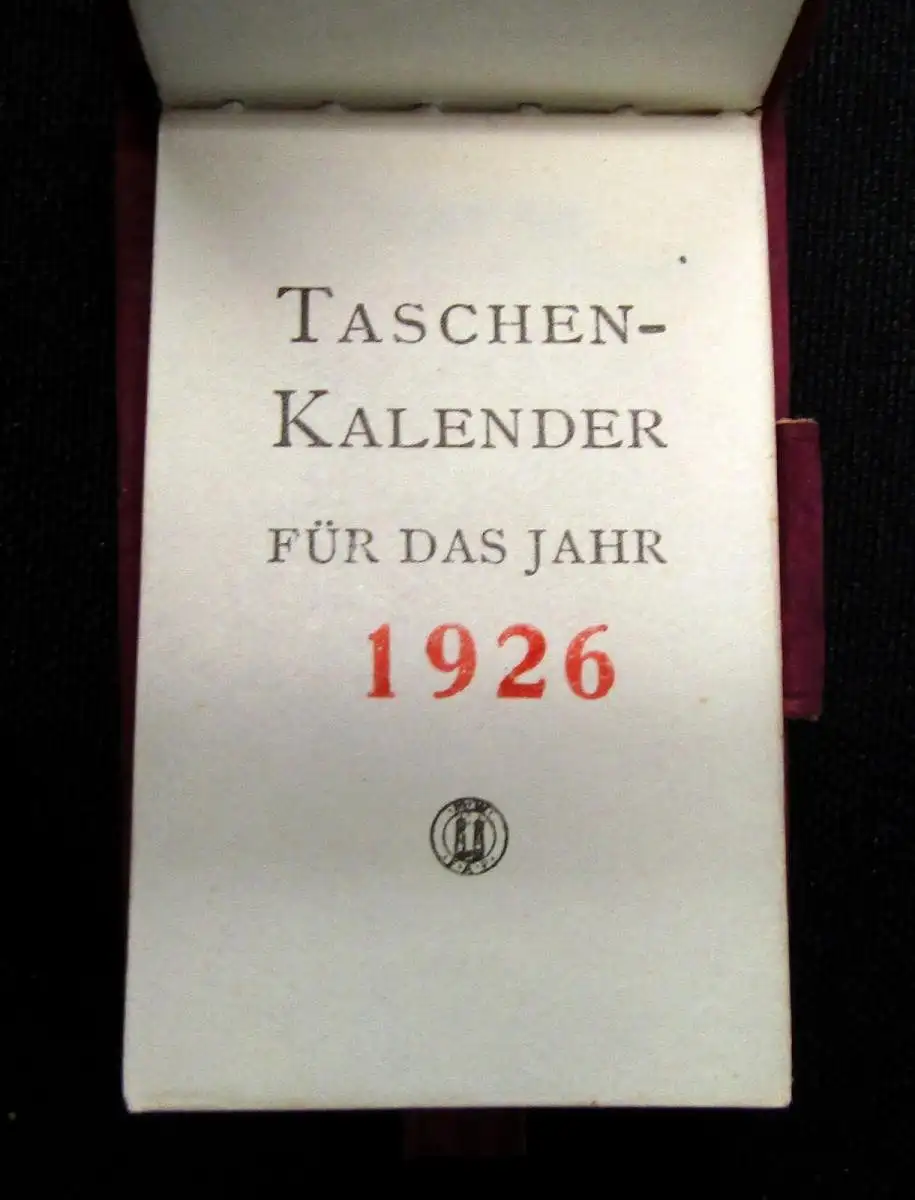 TASCHEN-
KALENDER
FÜR DAS JAHR
1926